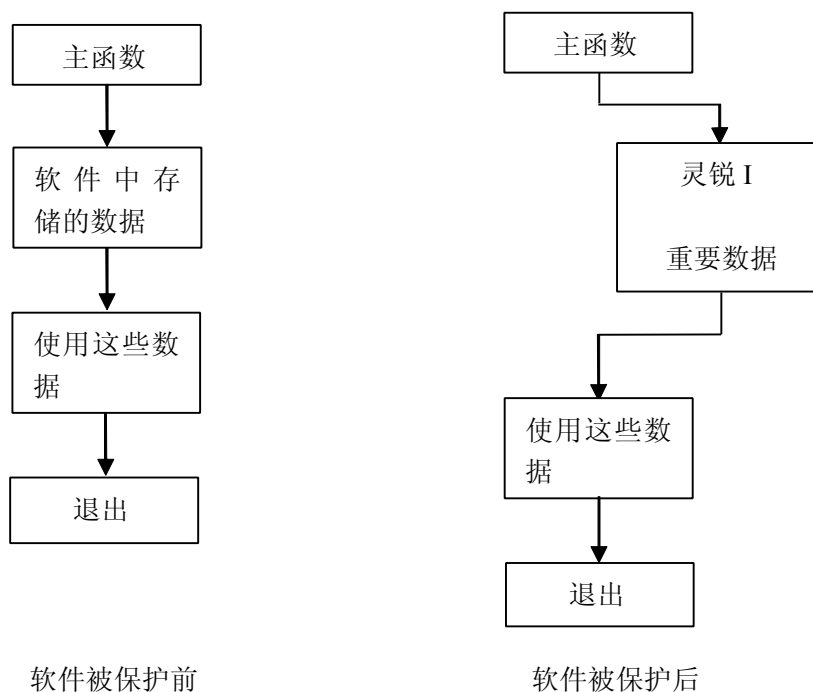 主函数
软件中存
储的数据
使用这些数
据
退出
软件被保护前
主函数
灵锐 I
重要数据
使用这些数
据
退出
软件被保护后